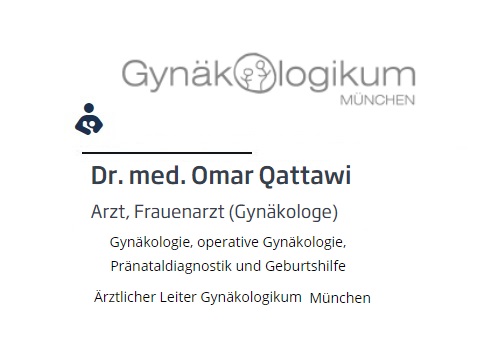 Gynäkologikum
MÜNCHEN
Dr. med. Omar Qattawi
Arzt, Frauenarzt (Gynäkologe)
Gynäkologie, operative Gynäkologie,
Pränataldiagnostik und Geburtshilfe
Ärztlicher Leiter Gynäkologikum München